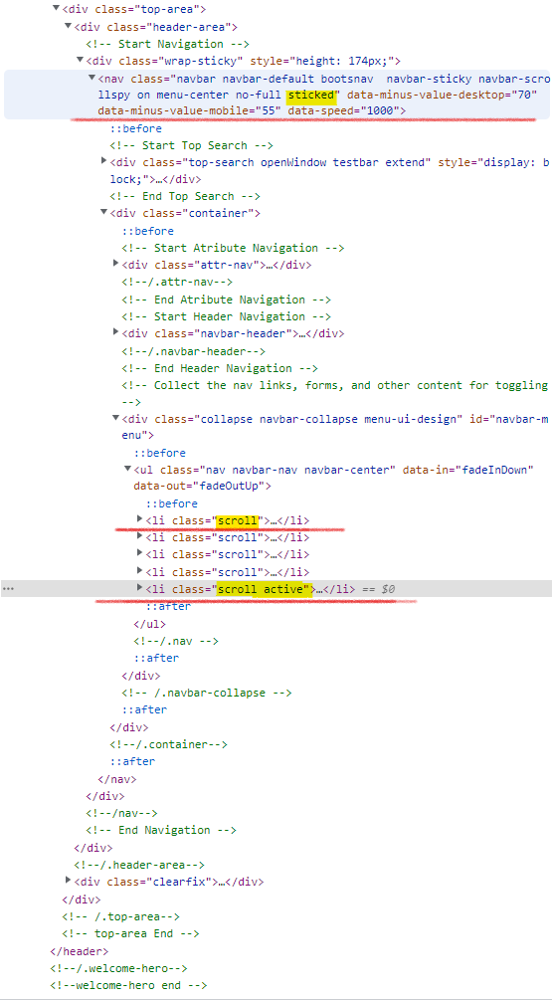 ▼<div class="top-area">
▼<div class="header-area">
<!-- Start Navigation -->
▼<div class="wrap-sticky" style="height: 174px;">
▼<nav class="navbar navbar-default bootsnav  navbar-sticky navbar-scro
llspy on menu-center no-full sticked" data-minus-value-desktop="70"
data-minus-value-mobile="55" data-speed="1000">
::before
<!-- Start Top Search -->
▶<div class="top-search openWindow testbar extend" style="display: b
lock;">…</div>
<!-- End Top Search -->
▼<div class="container">
::before
<!-- Start Atribute Navigation -->
▶<div class="attr-nav">…</div>
<!--/.attr-nav-->
<!-- End Atribute Navigation -->
<!-- Start Header Navigation -->
▶<div class="navbar-header">…</div>
<!--/.navbar-header-->
<!-- End Header Navigation -->
<!-- Collect the nav links, forms, and other content for toggling
-->
▼<div class="collapse navbar-collapse menu-ui-design" id="navbar-m
enu">
::before
▼<ul class="nav navbar-nav navbar-center" data-in="fadeInDown"
data-out="fadeOutUp">
::before
▶<li class="scroll">…</li>
▶<li class="scroll">…</li>
▶<li class="scroll">…</li>
▶<li class="scroll">…</li>
… ▶<li class="scroll active">…</li> == $0
::after
</ul>
<!--/.nav -->
::after
</div>
<!-- /.navbar-collapse -->
::after
</div>
<!--/.container-->
::after
</nav>
</div>
<!--/nav-->
<!-- End Navigation -->
</div>
<!--/.header-area-->
▶<div class="clearfix">…</div>
</div>
<!-- /.top-area-->
<!-- top-area End -->
</header>
<!--/.welcome-hero-->
<!--welcome-hero end -->